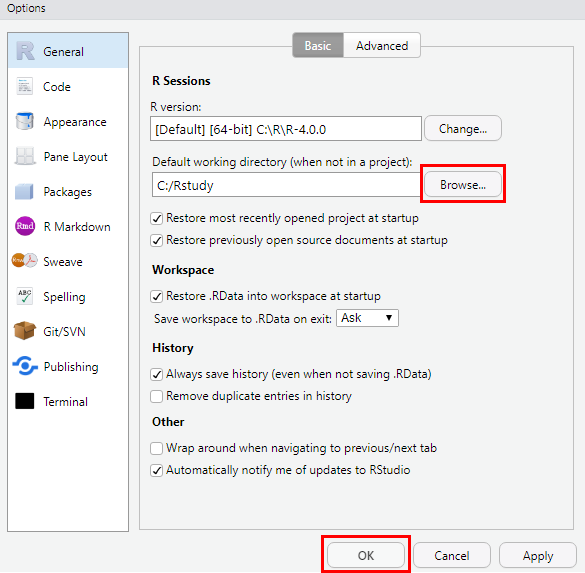 Options
General
Code
Appearance
Pane Layout
Packages
Rmd R Markdown
Sweave
ABC Spelling
Git/SVN
Publishing
Terminal
Basic Advanced
R Sessions
R version:
[Default] [64-bit] C:\R\R-4.0.0 Change...
Default working directory (when not in a project):
C:/Rstudy Browse...
Restore most recently opened project at startup
Restore previously open source documents at startup
Workspace
Restore .RData into workspace at startup
Save workspace to .RData on exit: Ask
History
Always save history (even when not saving .RData)
Remove duplicate entries in history
Other
Wrap around when navigating to previous/next tab
Automatically notify me of updates to RStudio
OK Cancel Apply